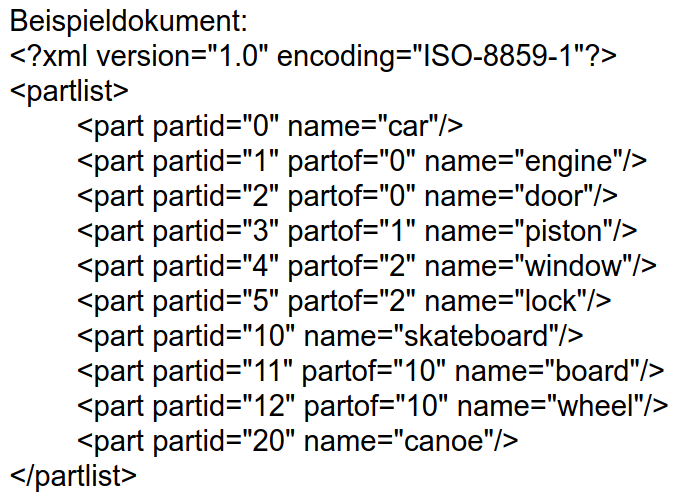 Beispieldokument:
<?xml version="1.0" encoding="ISO-8859-1"?>
<partlist>
<part partid="0" name="car"/>
<part partid="1" partof="0" name="engine"/>
<part partid="2" partof="0" name="door"/>
<part partid="3" partof="1" name="piston"/>
<part partid="4" partof="2" name="window"/>
<part partid="5" partof="2" name="lock"/>
<part partid="10" name="skateboard"/>
<part partid="11" partof="10" name="board"/>
<part partid="12" partof="10" name="wheel"/>
<part partid="20" name="canoe"/>
</partlist>